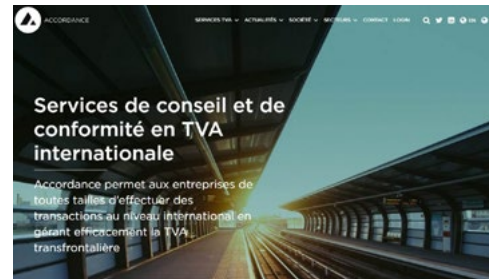 ACCORDANCE
SERVICES TVA ACTUALITÉS SOCIÉTÉ SECTEURS CONTACT LOGIN EN
Services de conseil et de
conformité en TVA
internationale
Accordance permet aux entreprises de
toutes tailles d'effectuer des
transactions au niveau international en
gérant efficacement la TVA
transfrontalière